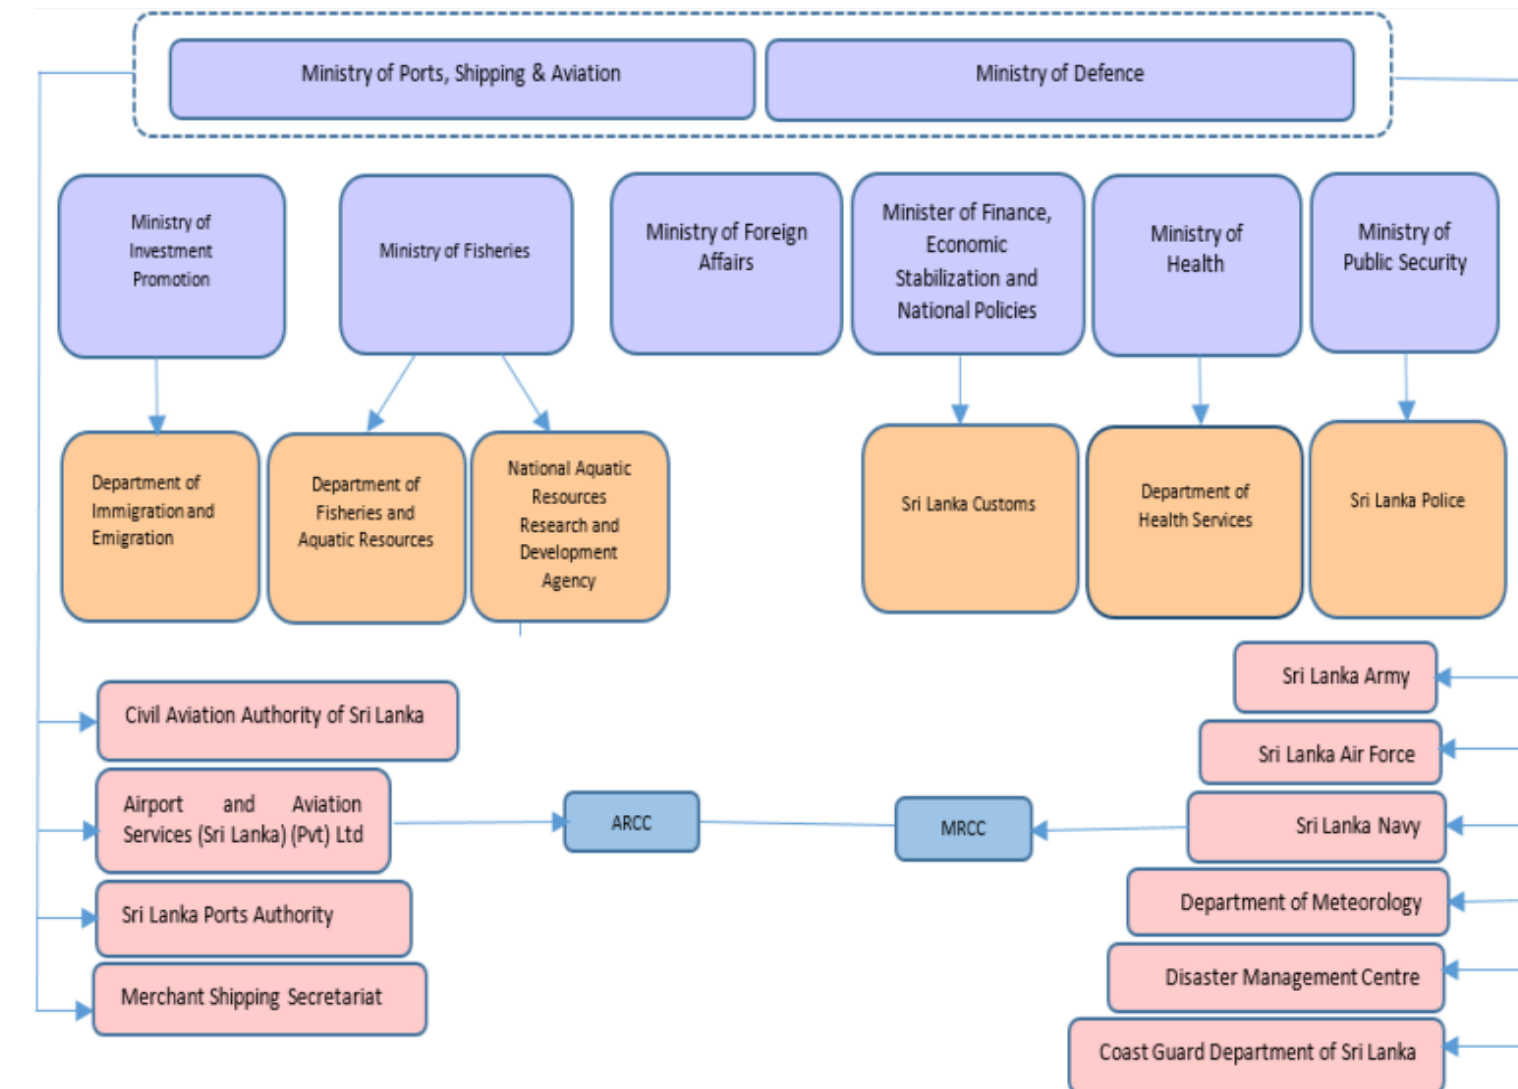 Ministry of Ports, Shipping & Aviation
Ministry of Defence
Ministry of
Investment
Promotion
Ministry of Fisheries
Ministry of Foreign
Affairs
Minister of Finance,
Economic
Stabilization and
National Policies
Ministry of
Health
Ministry of
Public Security
Department of
Immigration and
Emigration
Department of
Fisheries and
Aquatic Resources
National Aquatic
Resources
Research and
Development
Agency
Sri Lanka Customs
Department of
Health Services
Sri Lanka Police
Civil Aviation Authority of Sri Lanka
Airport and Aviation
Services (Sri Lanka) (Pvt) Ltd
Sri Lanka Ports Authority
Merchant Shipping Secretariat
ARCC
MRCC
Sri Lanka Army
Sri Lanka Air Force
Sri Lanka Navy
Department of Meteorology
Disaster Management Centre
Coast Guard Department of Sri Lanka